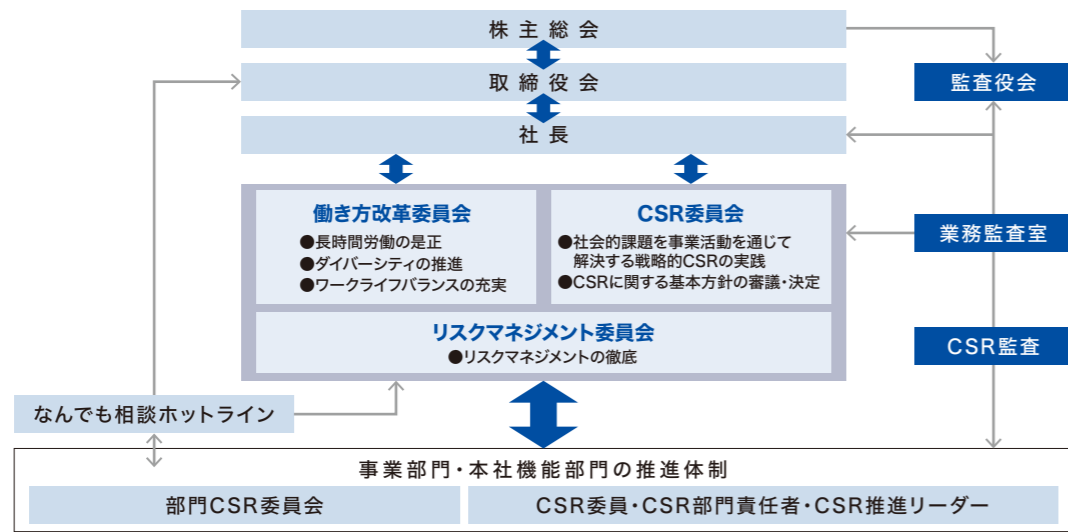 株主総会
取締役会
監査役会
社長
働き方改革委員会
●長時間労働の是正
●ダイバーシティの推進
●ワークライフバランスの充実
CSR委員会
●社会的課題を事業活動を通じて
解決する戦略的CSRの実践
●CSRに関する基本方針の審議・決定
業務監査室
リスクマネジメント委員会
●リスクマネジメントの徹底
CSR監査
なんでも相談ホットライン
事業部門・本社機能部門の推進体制
部門CSR委員会
CSR委員・CSR部門責任者・CSR推進リーダー